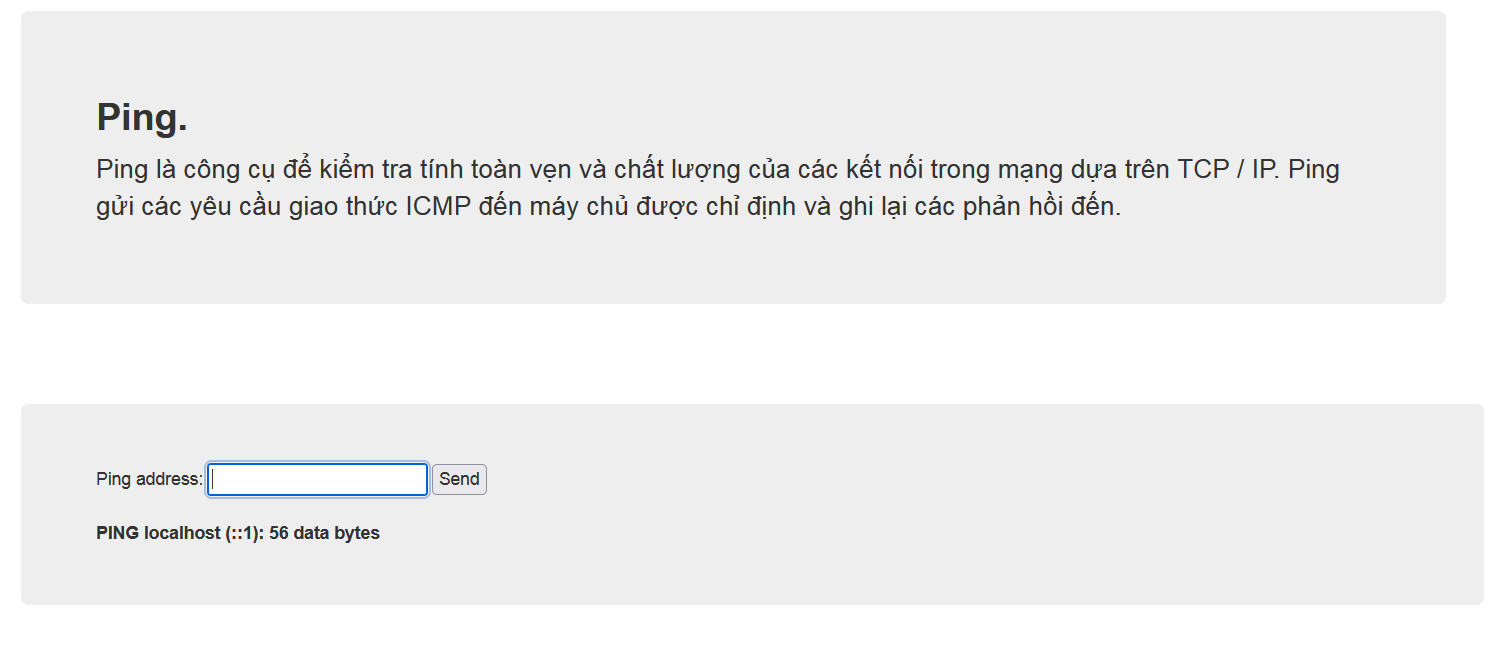 Ping.
Ping là công cụ để kiểm tra tính toàn vẹn và chất lượng của các kết nối trong mạng dựa trên TCP / IP. Ping
gửi các yêu cầu giao thức ICMP đến máy chủ được chỉ định và ghi lại các phản hồi đến.
Ping address: Send
PING localhost (::1): 56 data bytes